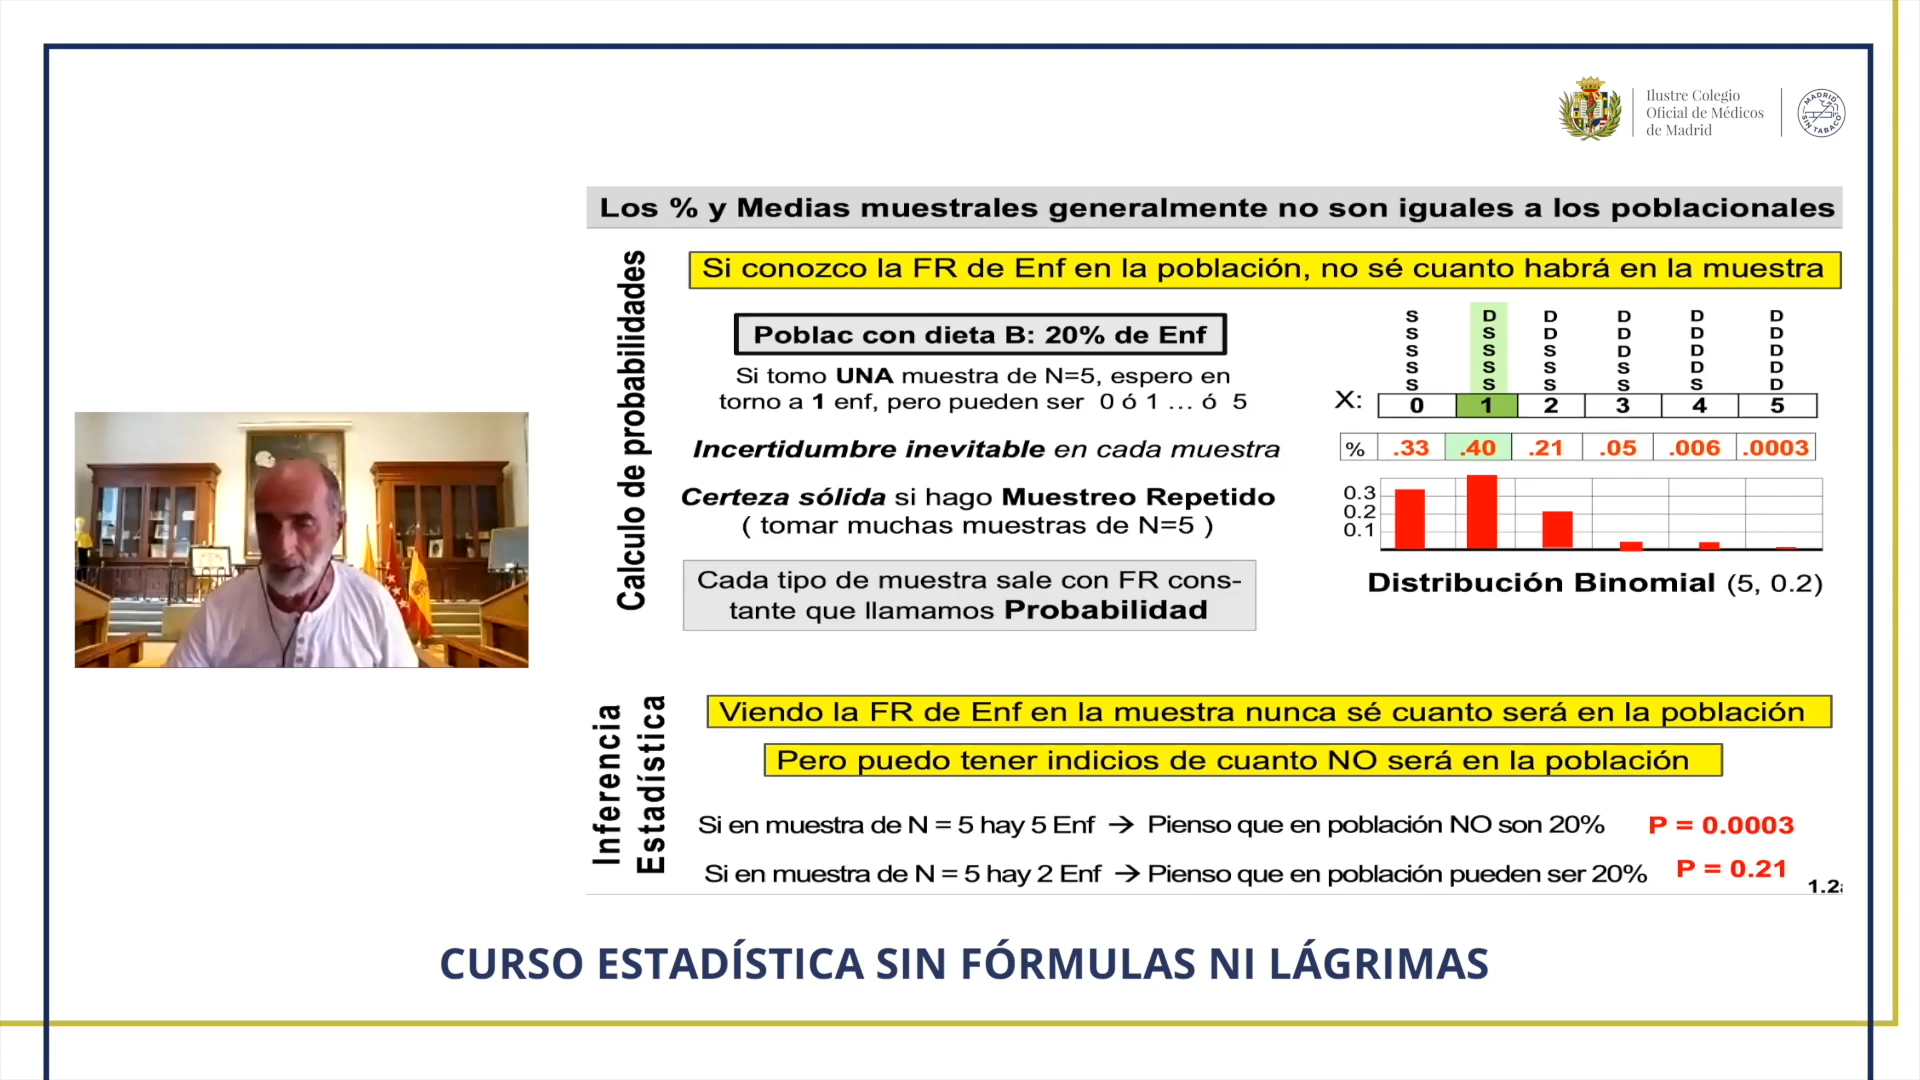 Ilustre Colegio
Oficial de Médicos
de Madrid
MADRID
SIN TABACO
Los % y Medias muestrales generalmente no son iguales a los poblacionales
Calculo de probabilidades
Si conozco la FR de Enf en la población, no sé cuanto habrá en la muestra
Poblac con dieta B: 20% de Enf
Si tomo UNA muestra de N=5, espero en
torno a 1 enf, pero pueden ser 0 ó 1 ... ó 5
Incertidumbre inevitable en cada muestra
Certeza sólida si hago Muestreo Repetido
( tomar muchas muestras de N=5 )
Cada tipo de muestra sale con FR cons-
tante que llamamos Probabilidad
S D D D D D
S S D D D D
S S S D D D
S S S S D D
S S S S S D
X: 0 1 2 3 4 5
% .33 .40 .21 .05 .006 .0003
0.3
0.2
0.1
Distribución Binomial (5, 0.2)
Inferencia
Estadística
Viendo la FR de Enf en la muestra nunca sé cuanto será en la población
Pero puedo tener indicios de cuanto NO será en la población
Si en muestra de N = 5 hay 5 Enf → Pienso que en población NO son 20% P = 0.0003
Si en muestra de N = 5 hay 2 Enf → Pienso que en población pueden ser 20% P = 0.21
CURSO ESTADÍSTICA SIN FÓRMULAS NI LÁGRIMAS